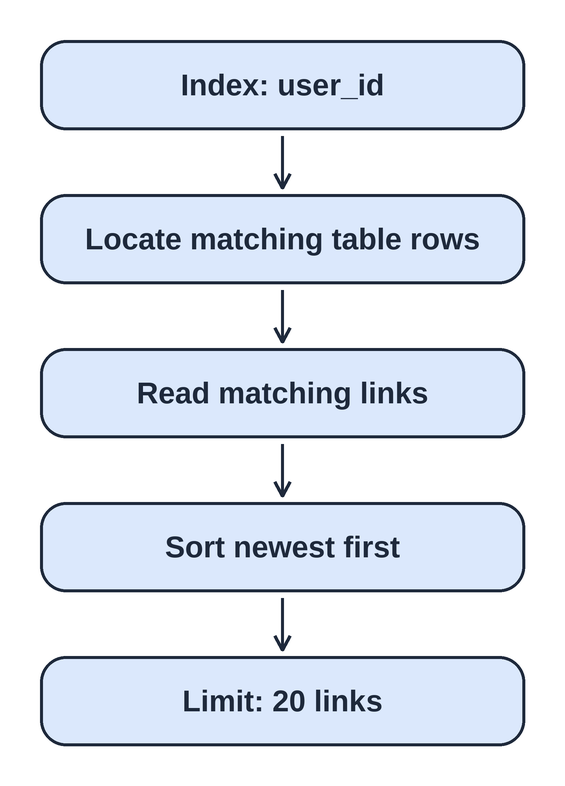 Index: user_id
Locate matching table rows
Read matching links
Sort newest first
Limit: 20 links